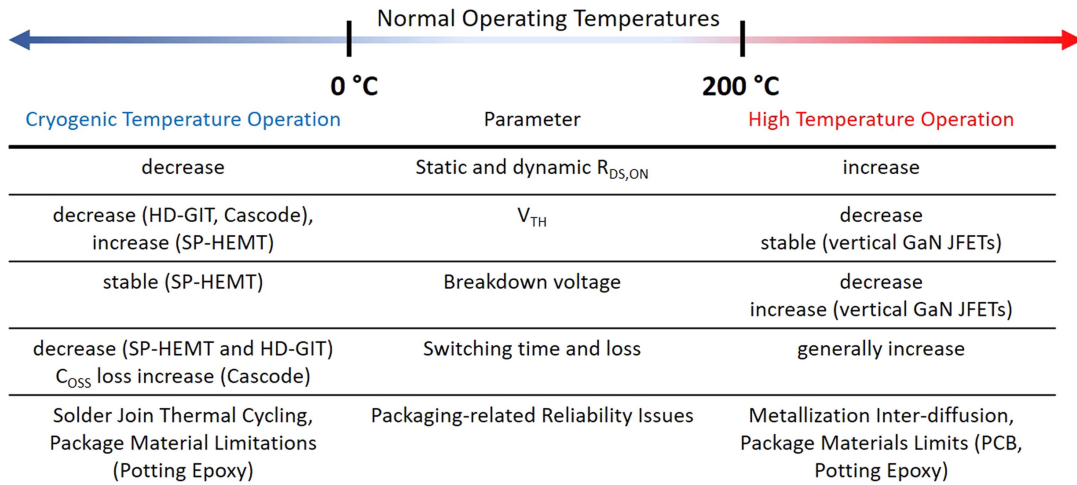 Normal Operating Temperatures
0 °C
200 °C
Cryogenic Temperature Operation
Parameter
High Temperature Operation
decrease
Static and dynamic R_DS,ON
increase
decrease (HD-GIT, Cascode),
increase (SP-HEMT)
V_TH
decrease
stable (vertical GaN JFETs)
stable (SP-HEMT)
Breakdown voltage
decrease
increase (vertical GaN JFETs)
decrease (SP-HEMT and HD-GIT)
C_OSS loss increase (Cascode)
Switching time and loss
generally increase
Solder Join Thermal Cycling,
Package Material Limitations
(Potting Epoxy)
Packaging-related Reliability Issues
Metallization Inter-diffusion,
Package Materials Limits (PCB,
Potting Epoxy)